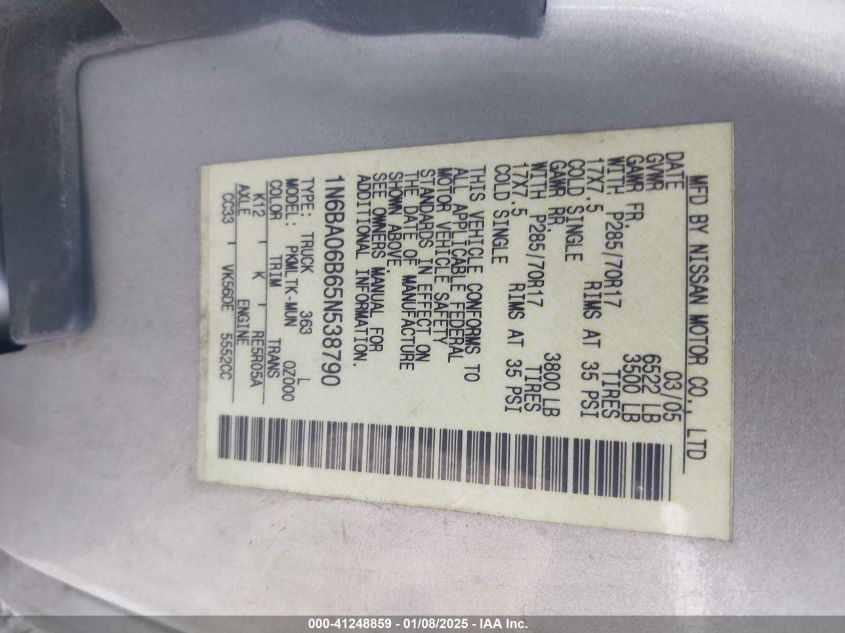 MFD BY NISSAN MOTOR CO., LTD
DATE 03/05
GVWR 6522 LB
GAWR FR. 3500 LB
WITH P285/70R17 TIRES
17X7.5 RIMS AT 35 PSI
COLD SINGLE
GAWR RR. 3800 LB
WITH P285/70R17 TIRES
17X7.5 RIMS AT 35 PSI
COLD SINGLE
THIS VEHICLE CONFORMS TO
ALL APPLICABLE FEDERAL
MOTOR VEHICLE SAFETY
STANDARDS IN EFFECT ON
THE DATE OF MANUFACTURE
SHOWN ABOVE.
SEE OWNERS MANUAL FOR
ADDITIONAL INFORMATION.
1N6BA06B65N538790
TYPE: TRUCK 363 L
MODEL: PKMLTK-MUN 0Z000
COLOR TRIM TRANS
K12 K RE5R05A
AXLE ENGINE
CC33 VK56DE 5552CC
000-41248859 - 01/08/2025 - IAA Inc.